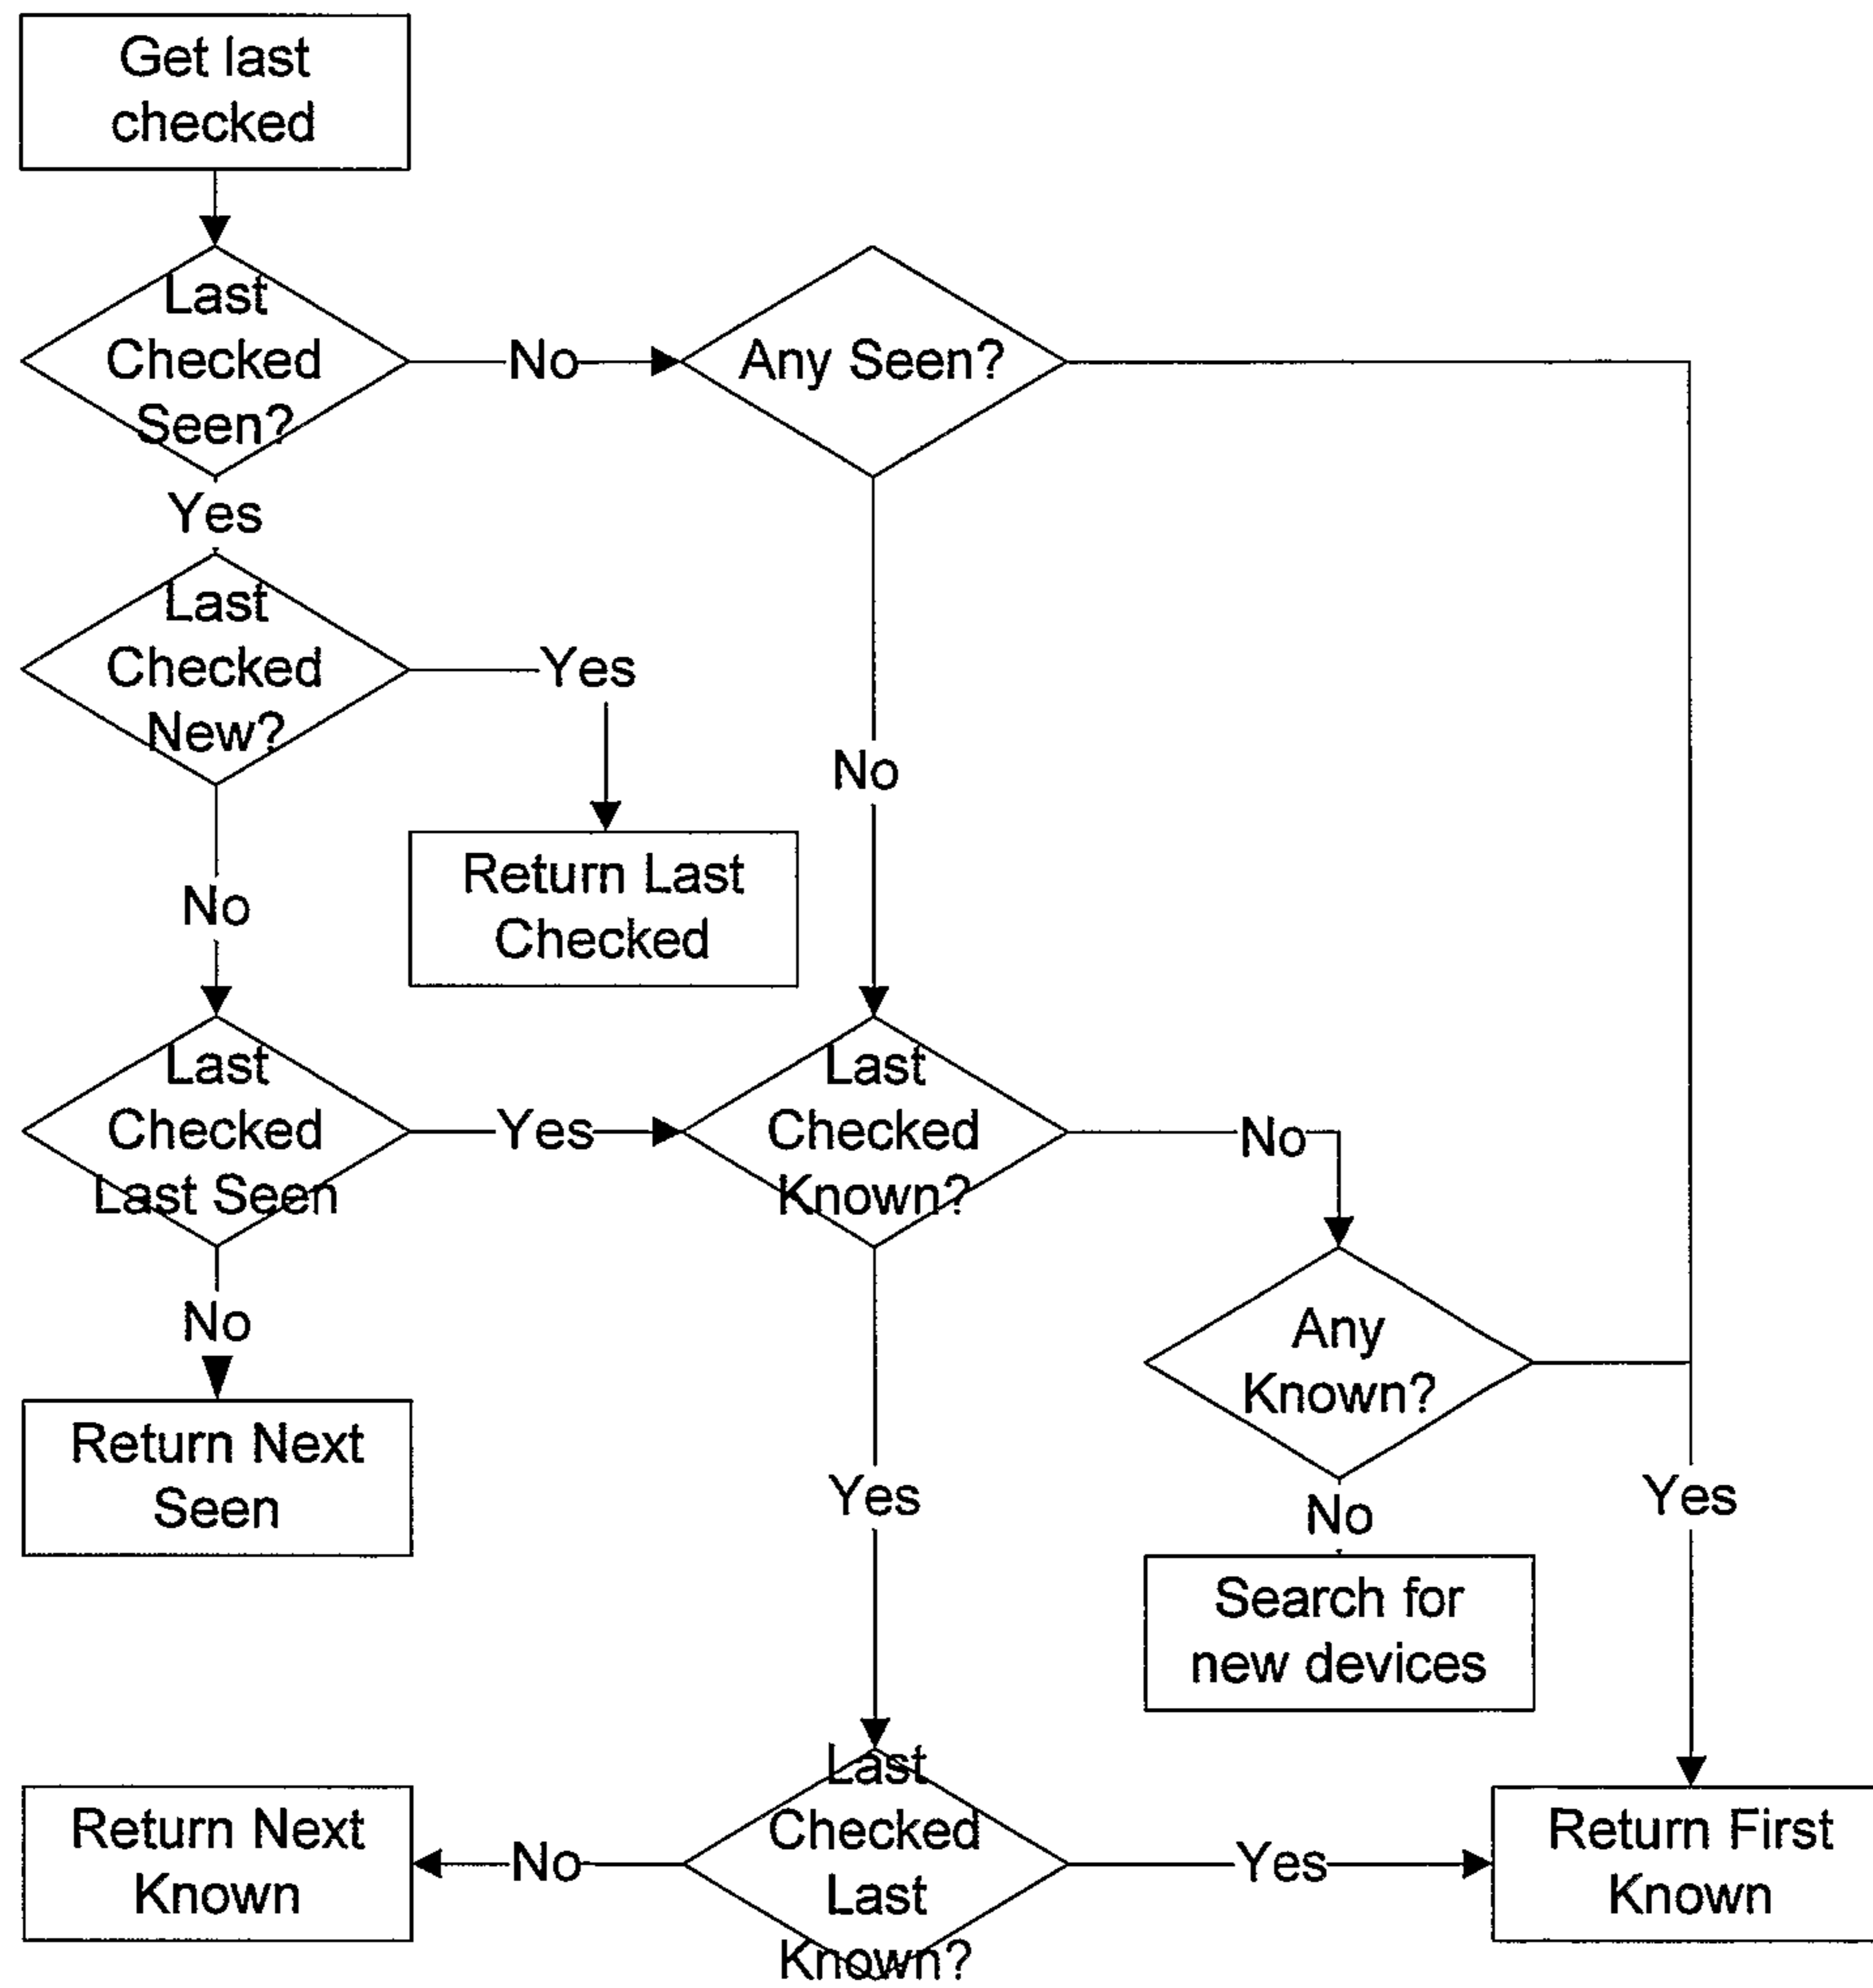 Get last
checked
Last
Checked
Seen?
No
Any Seen?
Yes
Last
Checked
New?
Yes
No
Return Last
Checked
No
Last
Checked
Last Seen
Yes
Last
Checked
Known?
No
No
Any
Known?
Return Next
Seen
Yes
No
Yes
Search for
new devices
Return Next
Known
No
Last
Checked
Last
Known?
Yes
Return First
Known